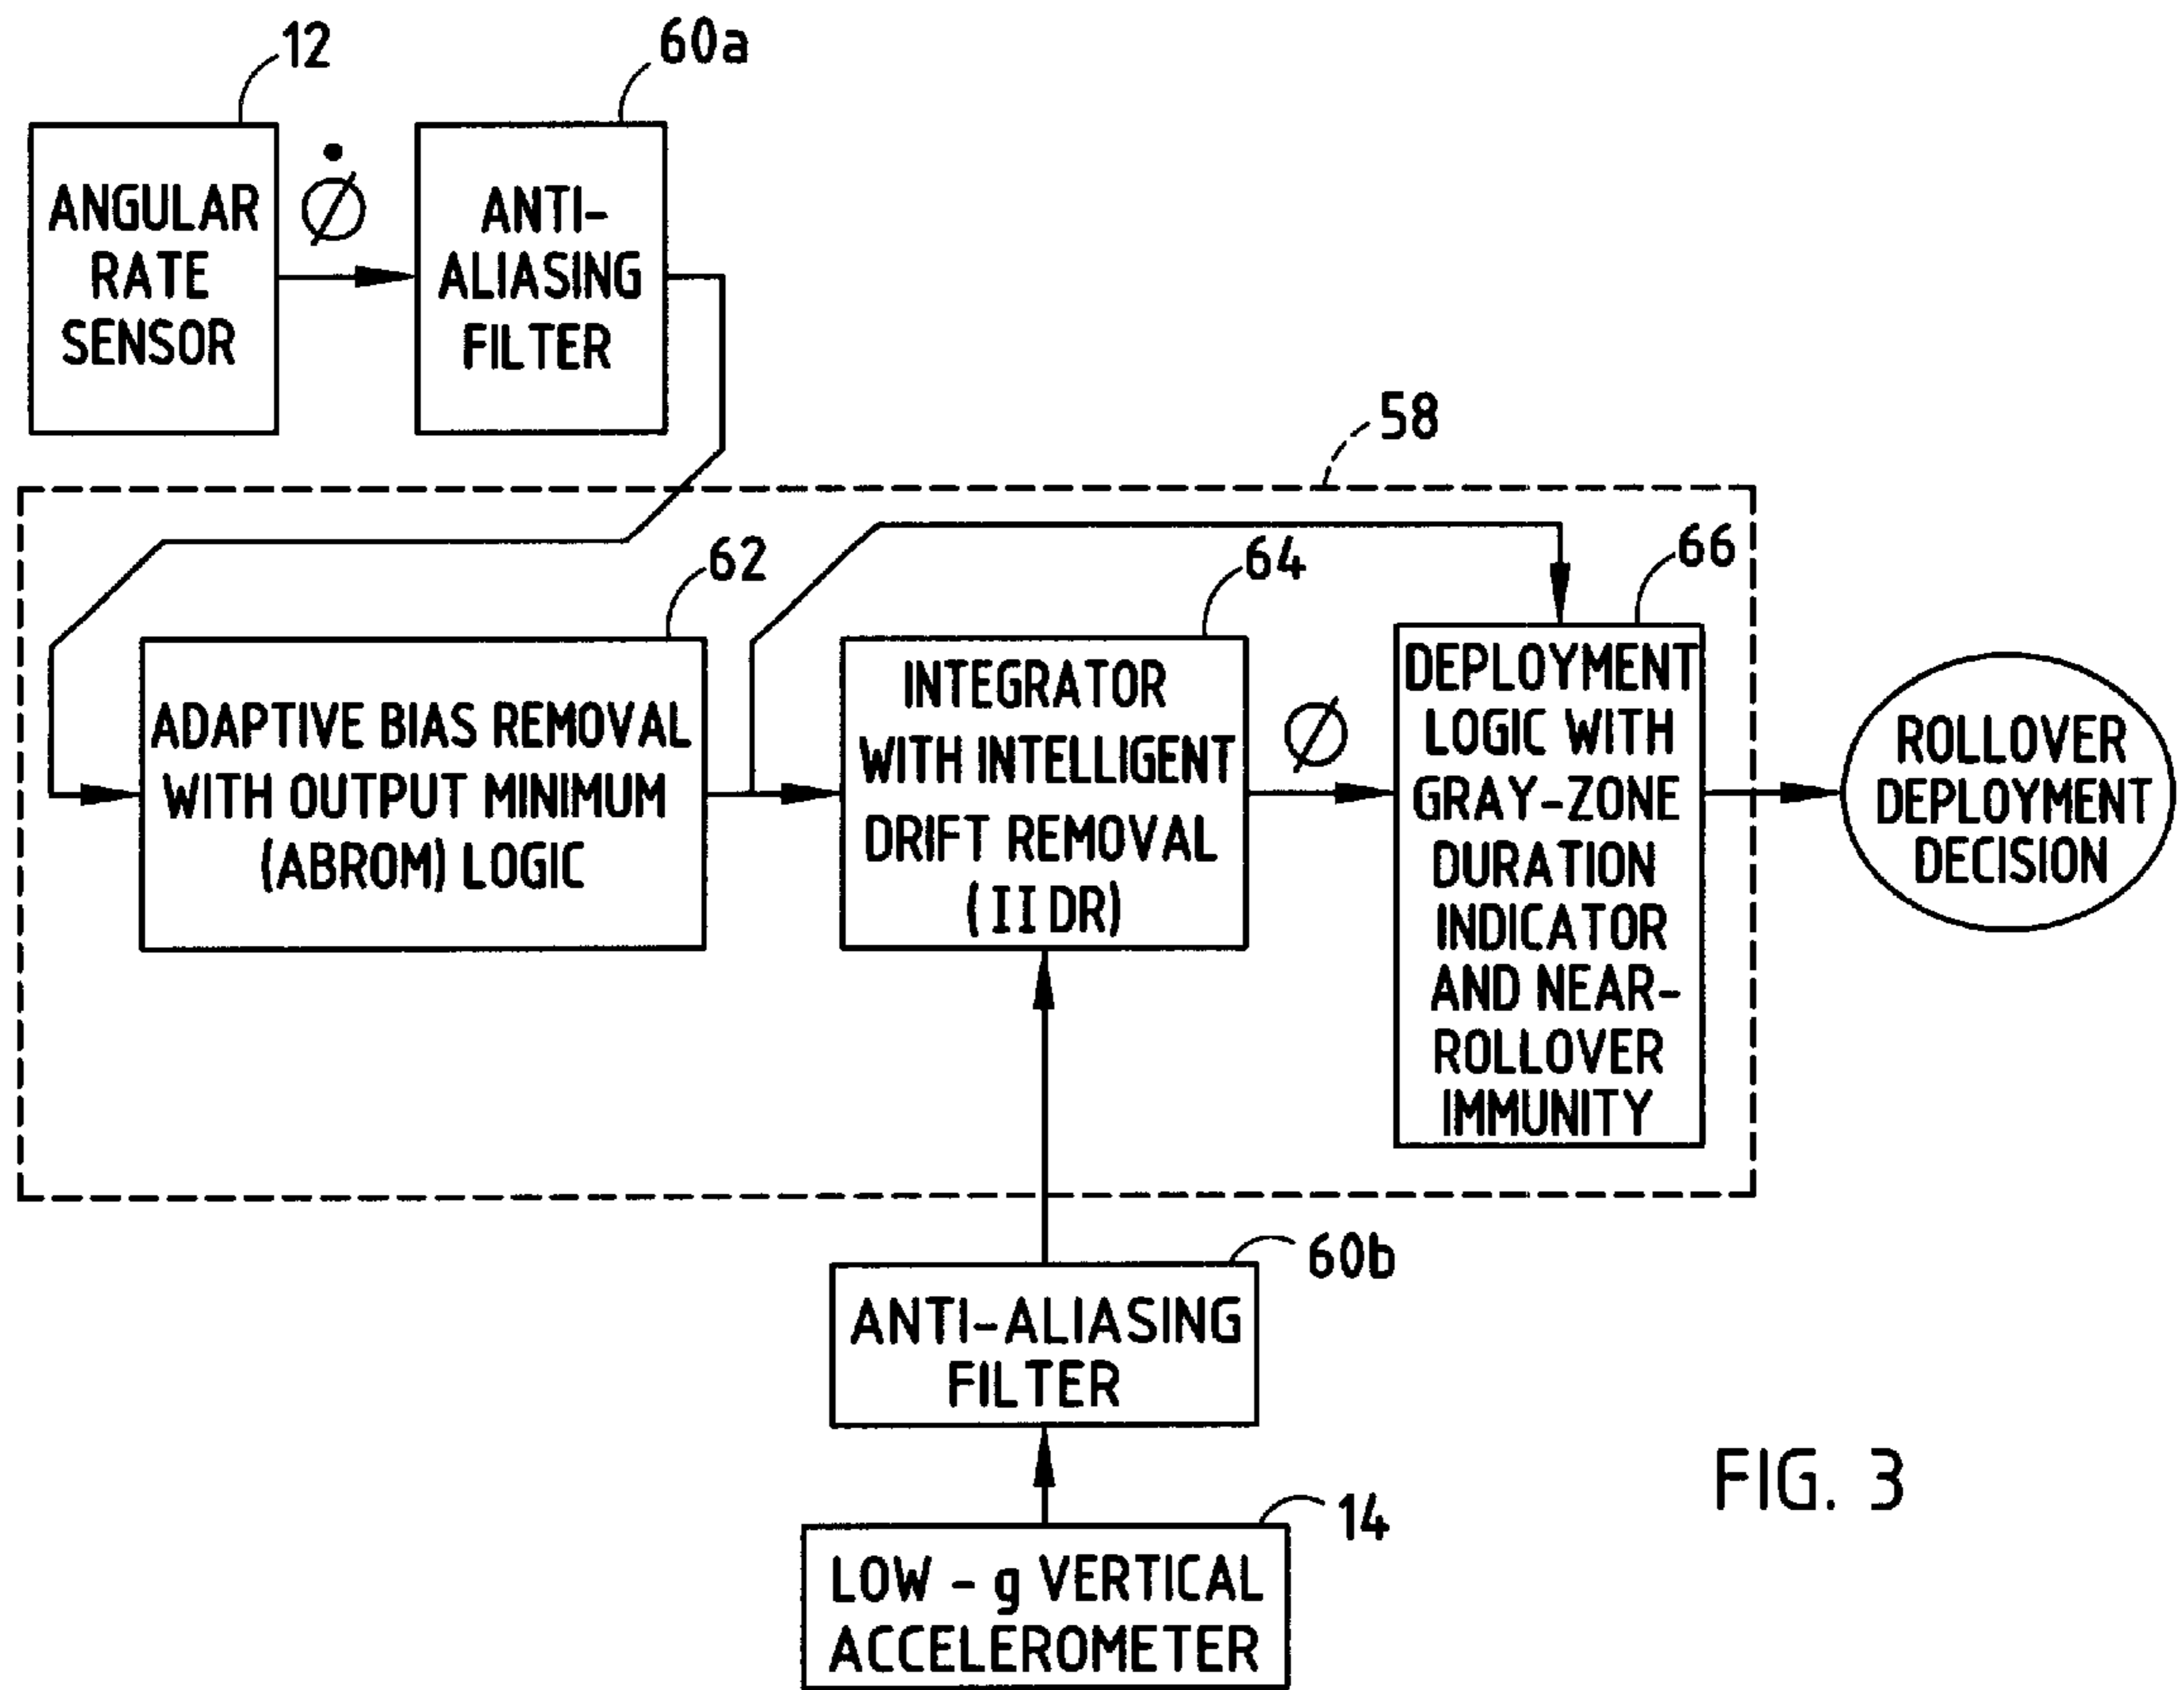 12
60a
ANGULAR
RATE
SENSOR
∅̇
ANTI-
ALIASING
FILTER
58
62
64
66
ADAPTIVE BIAS REMOVAL
WITH OUTPUT MINIMUM
(ABROM) LOGIC
INTEGRATOR
WITH INTELLIGENT
DRIFT REMOVAL
(IIDR)
∅
DEPLOYMENT
LOGIC WITH
GRAY-ZONE
DURATION
INDICATOR
AND NEAR-
ROLLOVER
IMMUNITY
ROLLOVER
DEPLOYMENT
DECISION
60b
ANTI-ALIASING
FILTER
14
LOW - g VERTICAL
ACCELEROMETER
FIG. 3